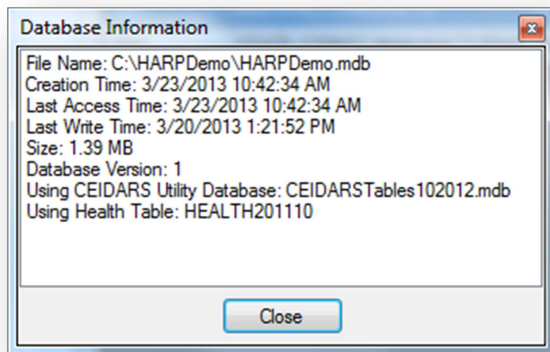 Database Information
File Name: C:\HARPDemo\HARPDemo.mdb
Creation Time: 3/23/2013 10:42:34 AM
Last Access Time: 3/23/2013 10:42:34 AM
Last Write Time: 3/20/2013 1:21:52 PM
Size: 1.39 MB
Database Version: 1
Using CEIDARS Utility Database: CEIDARSTables102012.mdb
Using Health Table: HEALTH201110
Close